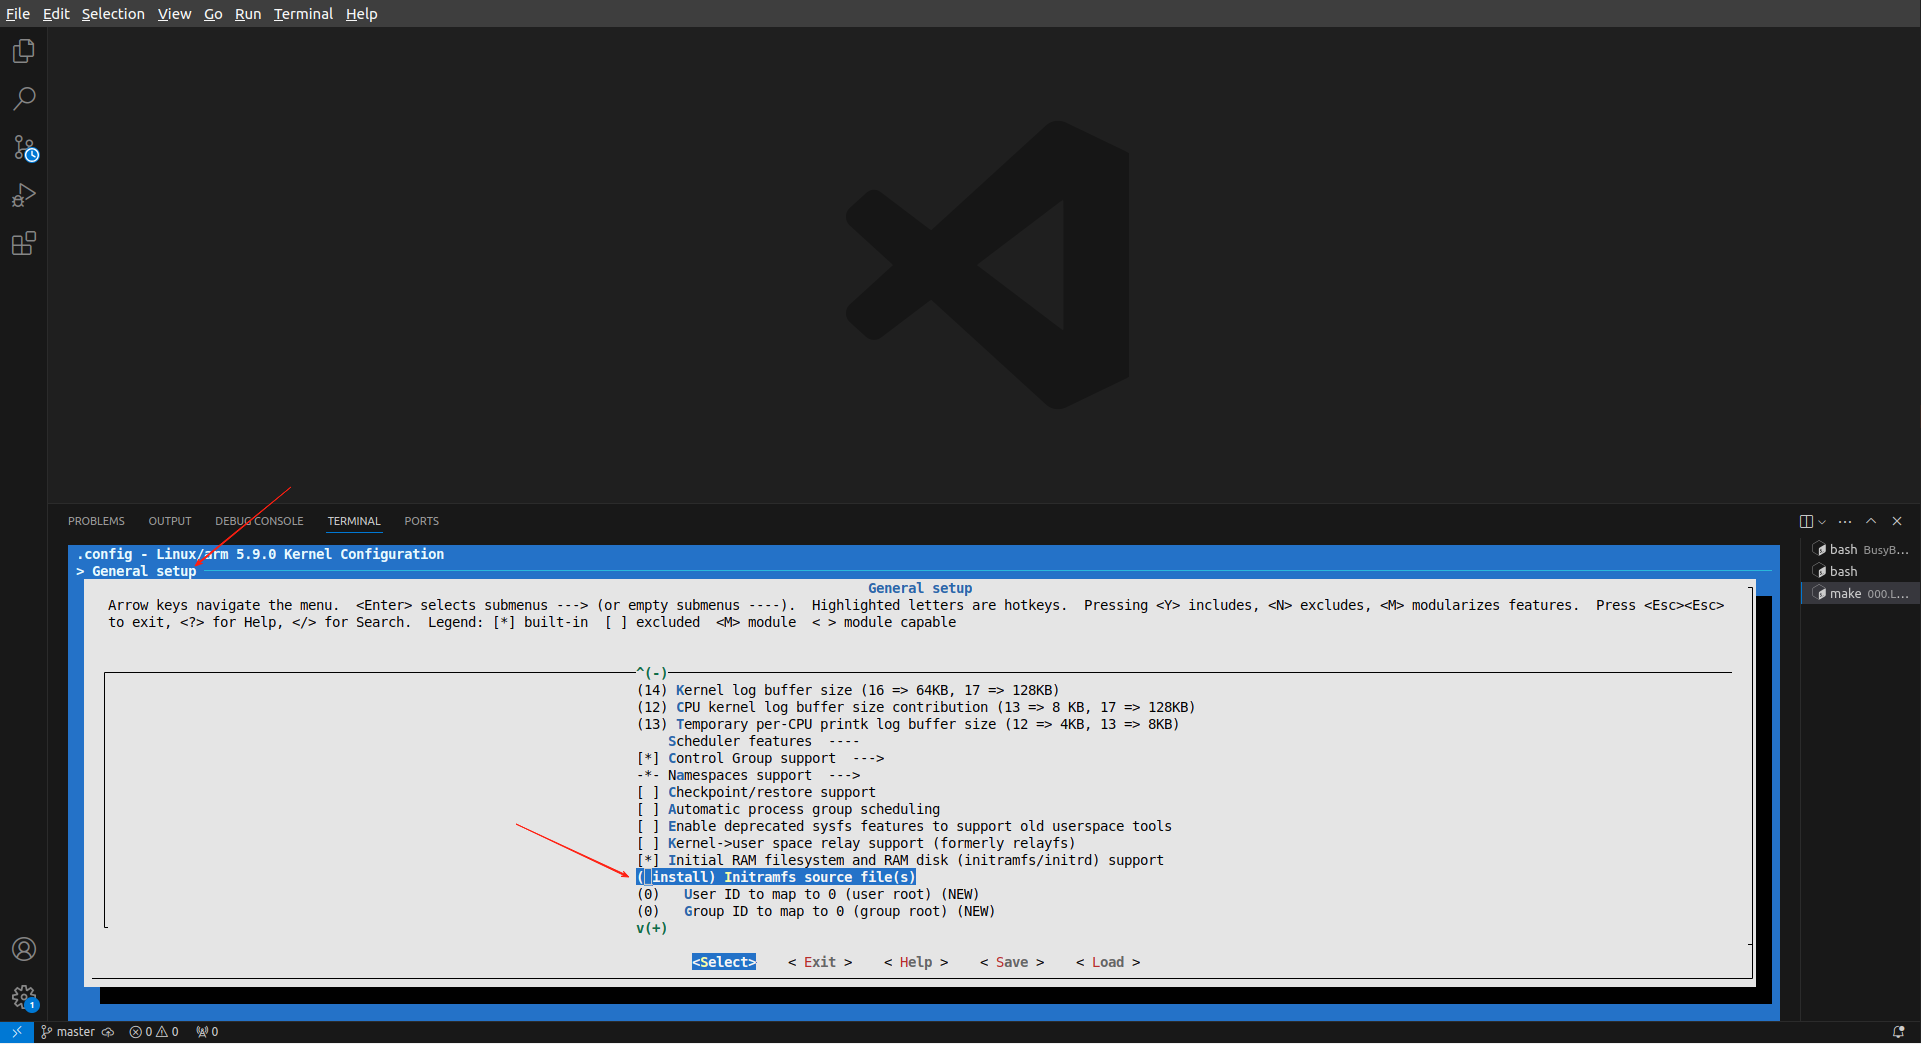 File Edit Selection View Go Run Terminal Help
PROBLEMS OUTPUT DEBUG CONSOLE TERMINAL PORTS
.config - Linux/arm 5.9.0 Kernel Configuration
> General setup
General setup
Arrow keys navigate the menu.  <Enter> selects submenus ---> (or empty submenus ----).  Highlighted letters are hotkeys.  Pressing <Y> includes, <N> excludes, <M> modularizes features.  Press <Esc><Esc>
to exit, <?> for Help, </> for Search.  Legend: [*] built-in  [ ] excluded  <M> module  < > module capable
^(-)
(14) Kernel log buffer size (16 => 64KB, 17 => 128KB)
(12) CPU kernel log buffer size contribution (13 => 8 KB, 17 => 128KB)
(13) Temporary per-CPU printk log buffer size (12 => 4KB, 13 => 8KB)
Scheduler features  ----
[*] Control Group support  --->
-*- Namespaces support  --->
[ ] Checkpoint/restore support
[ ] Automatic process group scheduling
[ ] Enable deprecated sysfs features to support old userspace tools
[ ] Kernel->user space relay support (formerly relayfs)
[*] Initial RAM filesystem and RAM disk (initramfs/initrd) support
( install) Initramfs source file(s)
(0)   User ID to map to 0 (user root) (NEW)
(0)   Group ID to map to 0 (group root) (NEW)
v(+)
<Select>    < Exit >    < Help >    < Save >    < Load >
bash BusyB...
bash
make 000.L...
1
master 0 0 0